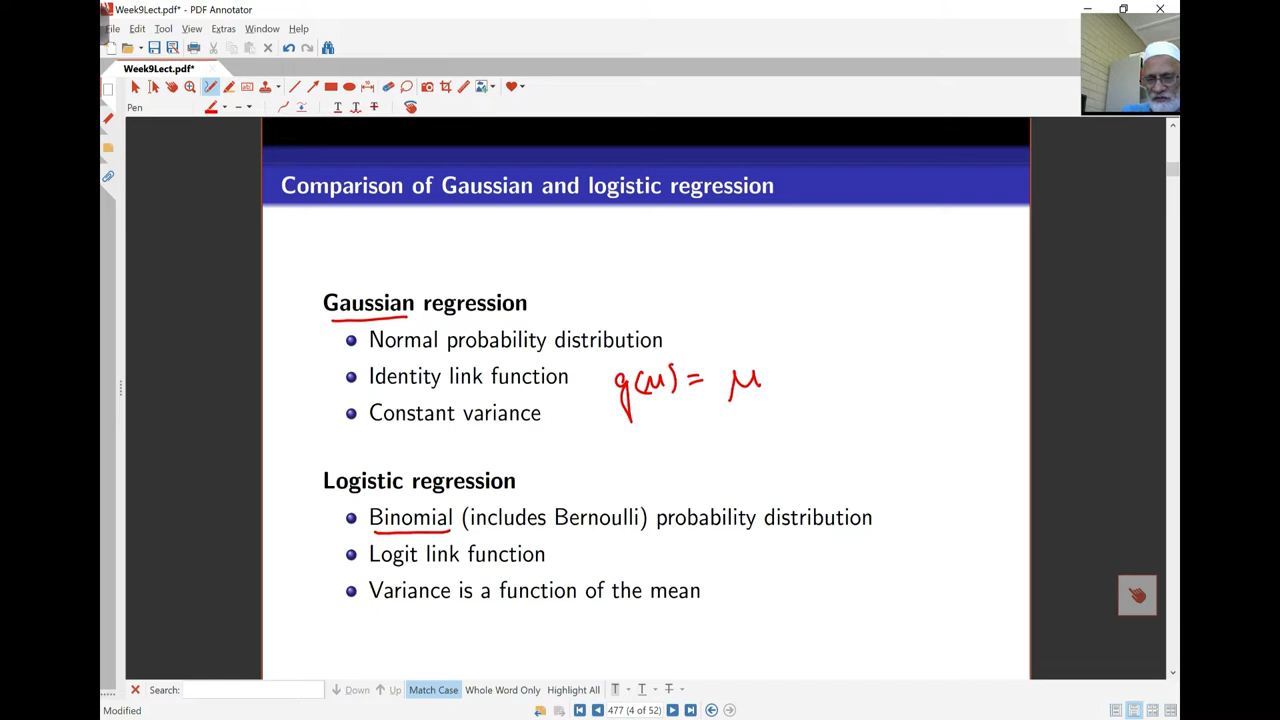 Week9Lect.pdf* - PDF Annotator
File Edit Tool View Extras Window Help
Week9Lect.pdf*
Pen
Comparison of Gaussian and logistic regression
Gaussian regression
Normal probability distribution
Identity link function g(μ) = μ
Constant variance
Logistic regression
Binomial (includes Bernoulli) probability distribution
Logit link function
Variance is a function of the mean
Search: Down Up Match Case Whole Word Only Highlight All
Modified 477 (4 of 52)